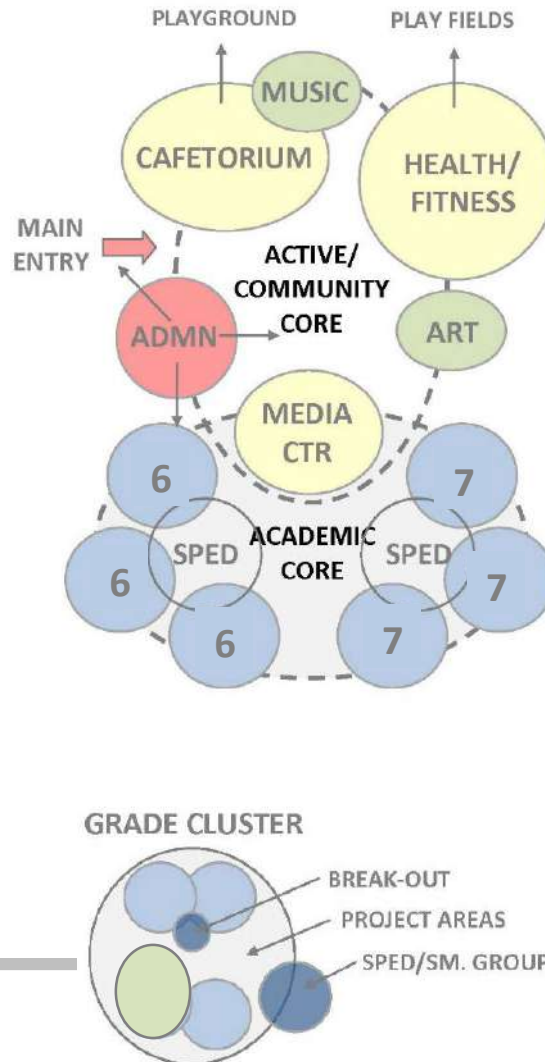 PLAYGROUND
PLAY FIELDS
MUSIC
CAFETORIUM
HEALTH/
FITNESS
MAIN
ENTRY
ACTIVE/
COMMUNITY
CORE
ADMN
ART
MEDIA
CTR
6
7
SPED
ACADEMIC
CORE
SPED
6
7
6
7
GRADE CLUSTER
BREAK-OUT
PROJECT AREAS
SPED/SM. GROUP